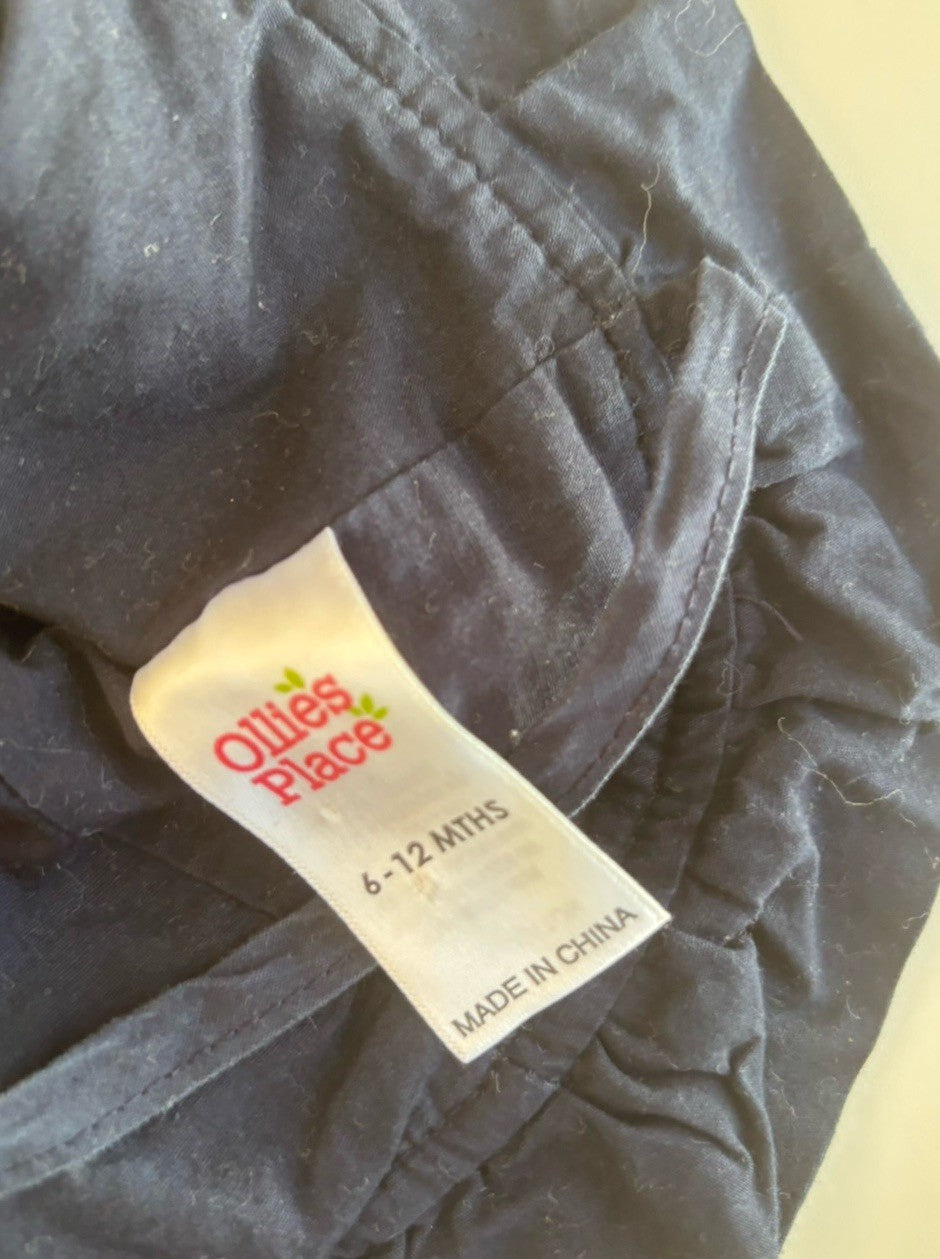 Ollies
Place
6-12 MTHS
MADE IN CHINA